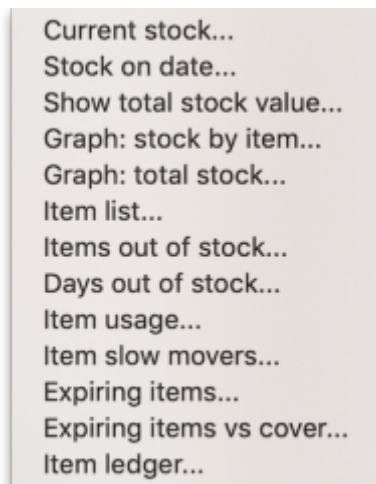 Current stock...
Stock on date...
Show total stock value...
Graph: stock by item...
Graph: total stock...
Item list...
Items out of stock...
Days out of stock...
Item usage...
Item slow movers...
Expiring items...
Expiring items vs cover...
Item ledger...